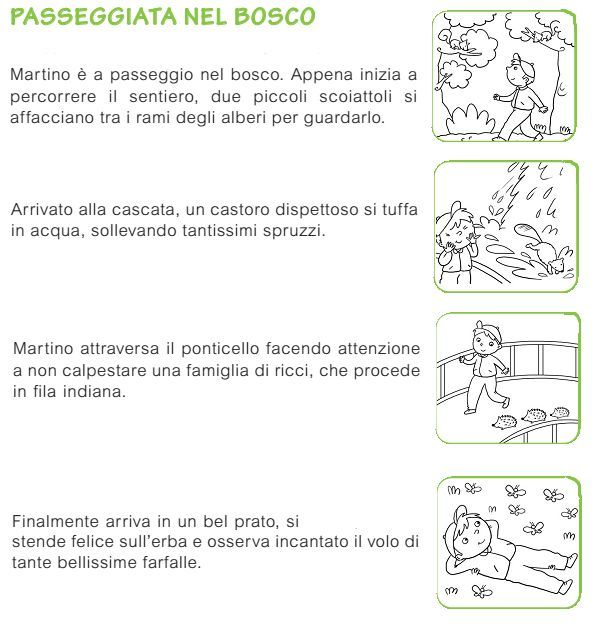 PASSEGGIATA NEL BOSCO
Martino è a passeggio nel bosco. Appena inizia a
percorrere il sentiero, due piccoli scoiattoli si
affacciano tra i rami degli alberi per guardarlo.
Arrivato alla cascata, un castoro dispettoso si tuffa
in acqua, sollevando tantissimi spruzzi.
Martino attraversa il ponticello facendo attenzione
a non calpestare una famiglia di ricci, che procede
in fila indiana.
Finalmente arriva in un bel prato, si
stende felice sull'erba e osserva incantato il volo di
tante bellissime farfalle.